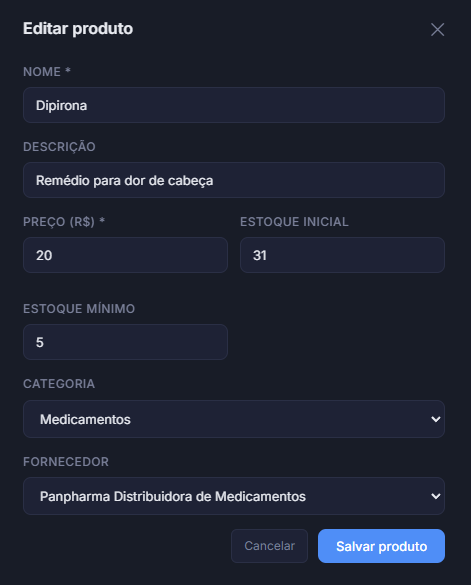 Editar produto
NOME *
Dipirona
DESCRIÇÃO
Remédio para dor de cabeça
PREÇO (R$) * ESTOQUE INICIAL
20 31
ESTOQUE MÍNIMO
5
CATEGORIA
Medicamentos
FORNECEDOR
Panpharma Distribuidora de Medicamentos
Cancelar Salvar produto